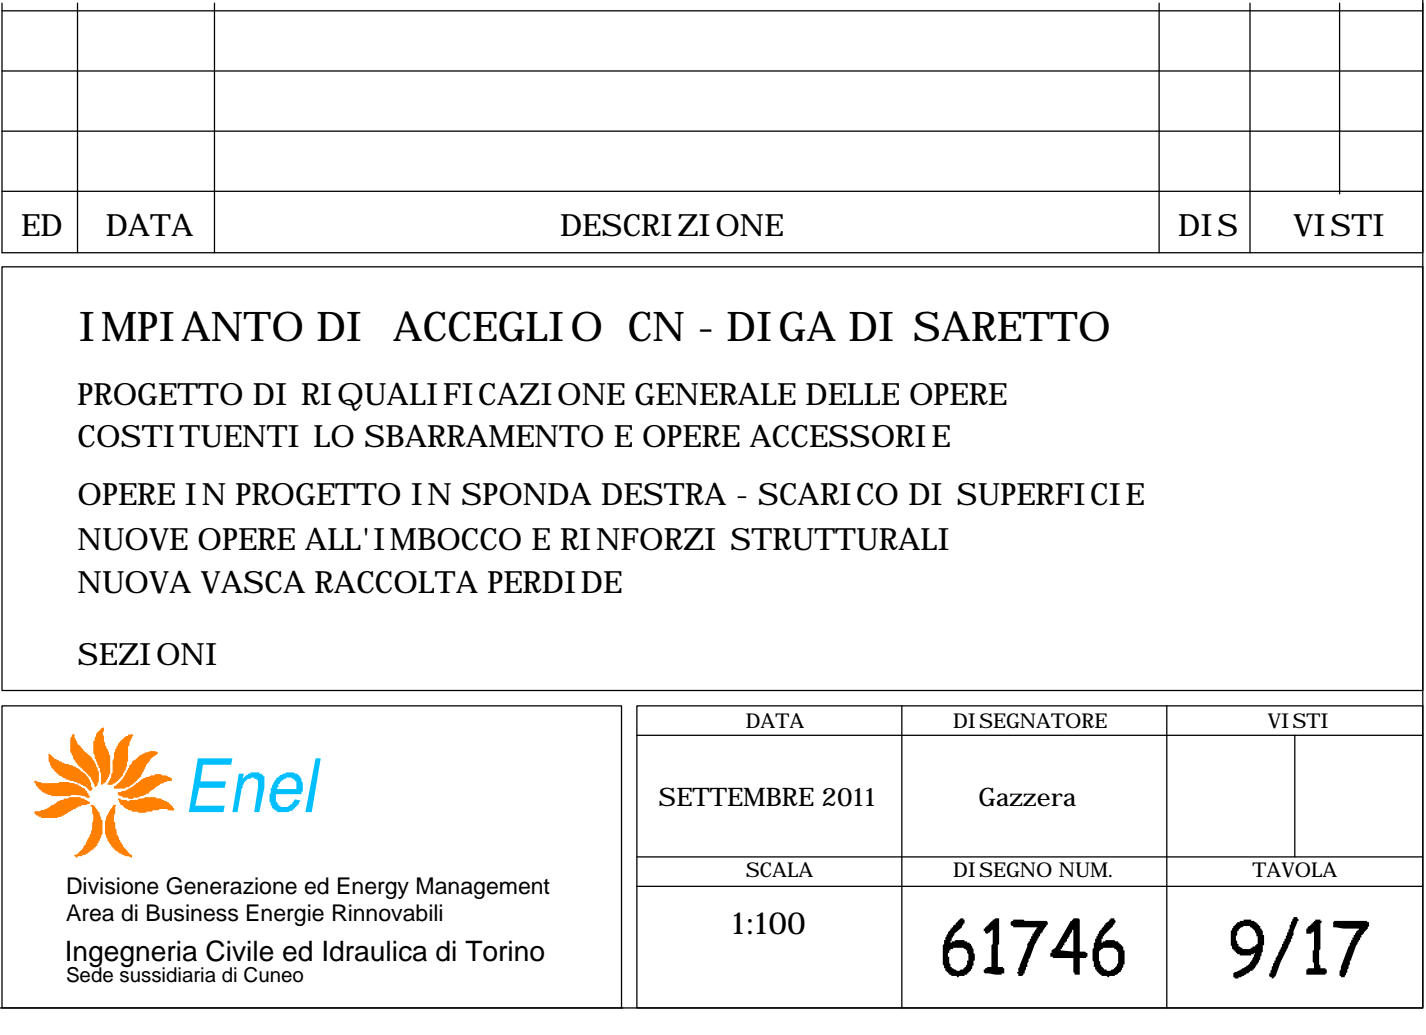 ED DATA DESCRIZIONE DIS VISTI
IMPIANTO DI ACCEGLIO CN - DIGA DI SARETTO
PROGETTO DI RIQUALIFICAZIONE GENERALE DELLE OPERE
COSTITUENTI LO SBARRAMENTO E OPERE ACCESSORIE
OPERE IN PROGETTO IN SPONDA DESTRA - SCARICO DI SUPERFICIE
NUOVE OPERE ALL'IMBOCCO E RINFORZI STRUTTURALI
NUOVA VASCA RACCOLTA PERDIDE
SEZIONI
Enel
Divisione Generazione ed Energy Management
Area di Business Energie Rinnovabili
Ingegneria Civile ed Idraulica di Torino
Sede sussidiaria di Cuneo
DATA DISEGNATORE VISTI
SETTEMBRE 2011 Gazzera
SCALA DISEGNO NUM. TAVOLA
1:100 61746 9/17